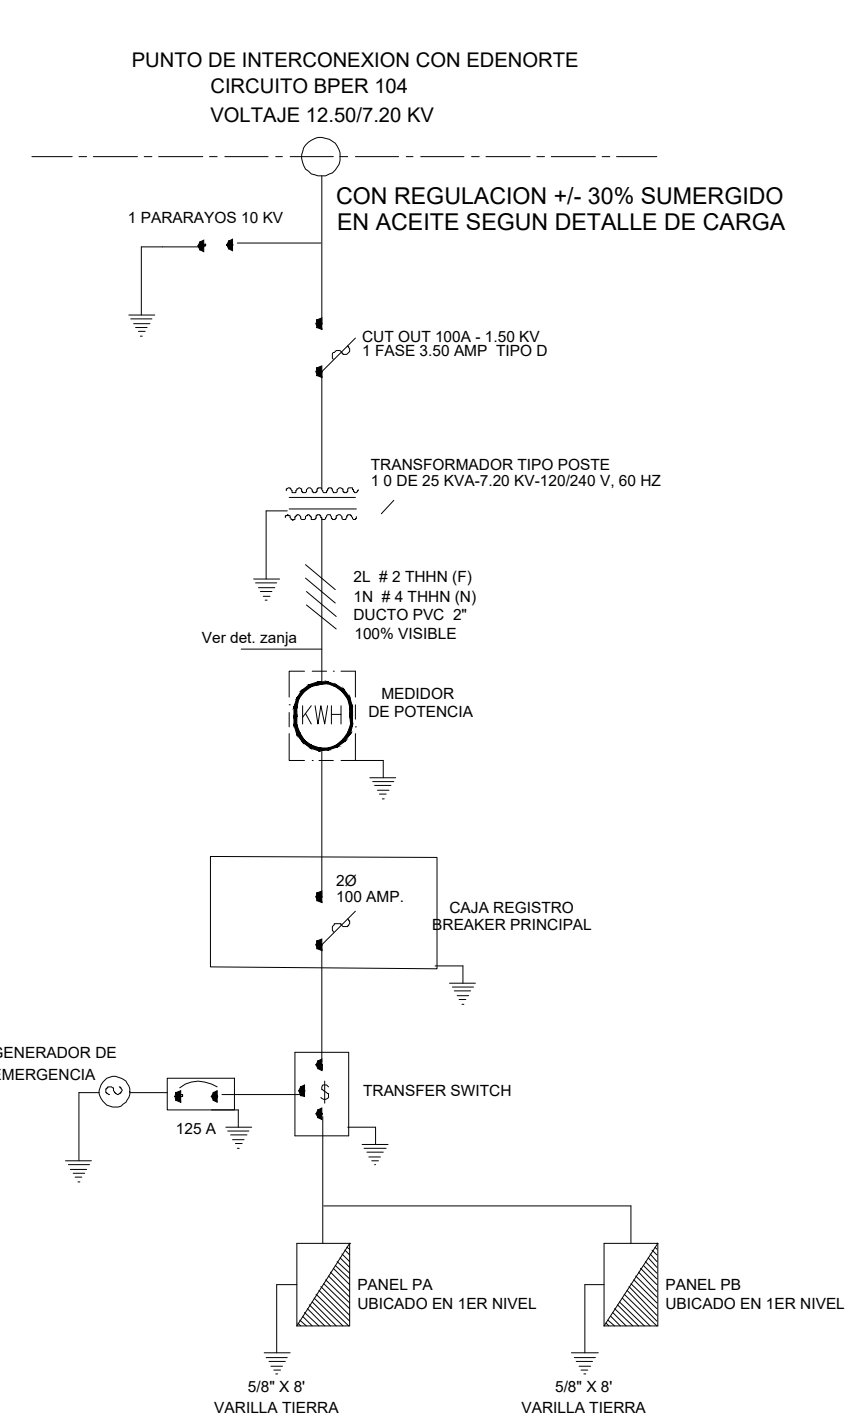 PUNTO DE INTERCONEXION CON EDENORTE
CIRCUITO BPER 104
VOLTAJE 12.50/7.20 KV
CON REGULACION +/- 30% SUMERGIDO
EN ACEITE SEGUN DETALLE DE CARGA
1 PARARAYOS 10 KV
CUT OUT 100A - 1.50 KV
1 FASE 3.50 AMP TIPO D
TRANSFORMADOR TIPO POSTE
1 0 DE 25 KVA-7.20 KV-120/240 V, 60 HZ
2L # 2 THHN (F)
1N # 4 THHN (N)
DUCTO PVC 2"
100% VISIBLE
Ver det. zanja
MEDIDOR
DE POTENCIA
KWH
2Ø
100 AMP.
CAJA REGISTRO
BREAKER PRINCIPAL
GENERADOR DE
EMERGENCIA
125 A
$
TRANSFER SWITCH
PANEL PA
UBICADO EN 1ER NIVEL
PANEL PB
UBICADO EN 1ER NIVEL
5/8" X 8'
VARILLA TIERRA
5/8" X 8'
VARILLA TIERRA